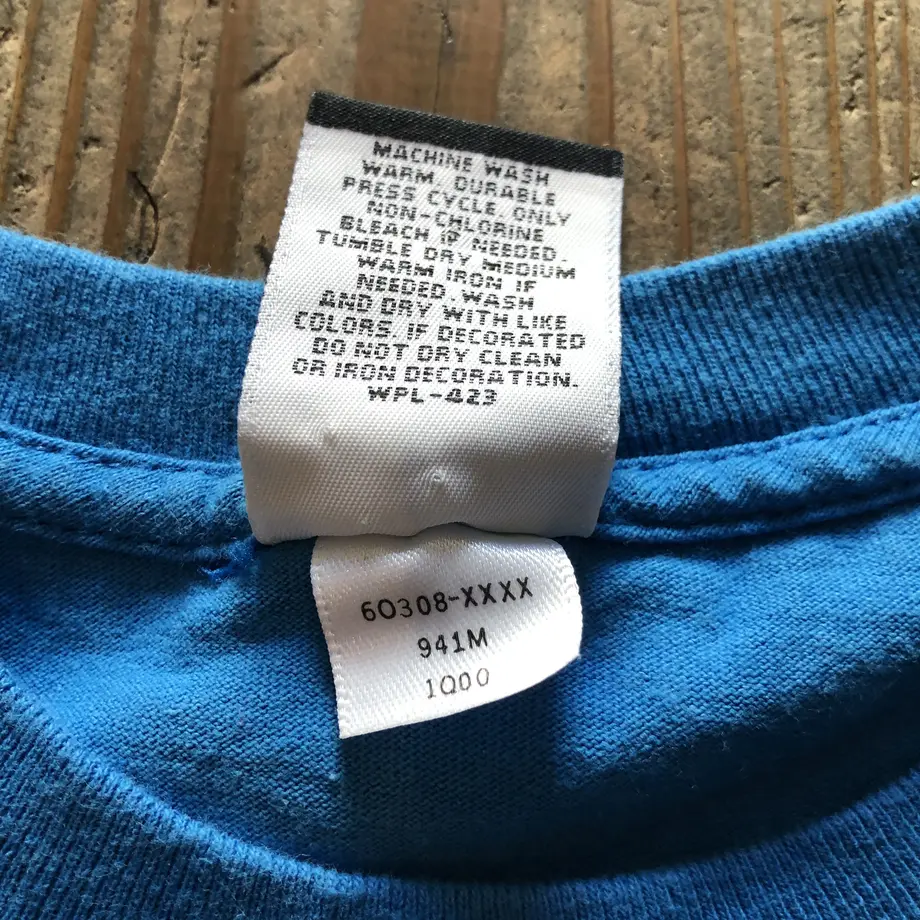 MACHINE WASH
WARM, DURABLE
PRESS CYCLE. ONLY
NON-CHLORINE
BLEACH IF NEEDED.
TUMBLE DRY MEDIUM
WARM IRON IF
NEEDED. WASH
AND DRY WITH LIKE
COLORS. IF DECORATED
DO NOT DRY CLEAN
OR IRON DECORATION.
WPL-423
60308-XXXX
941M
1Q00